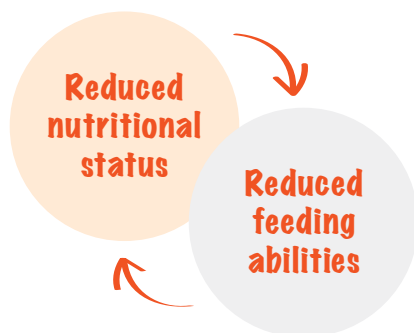 Reduced
nutritional
status
Reduced
feeding
abilities